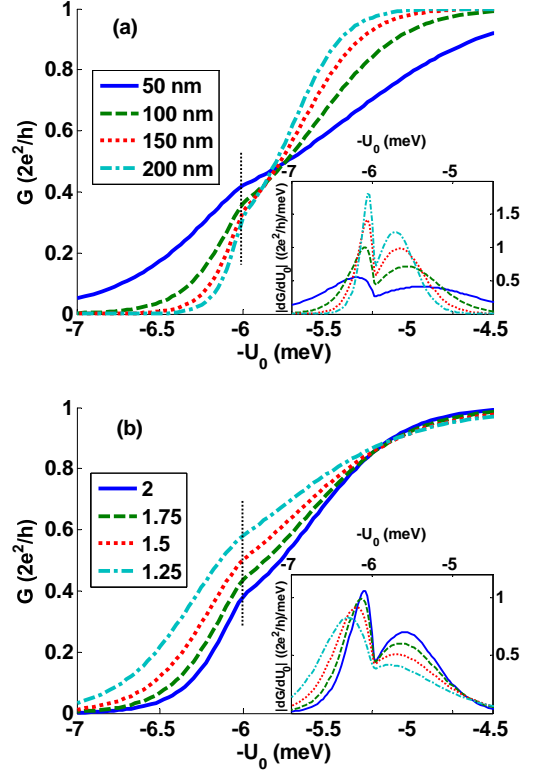 (a)
G (2e²/h)
1
0.8
0.6
0.4
0.2
0
50 nm
100 nm
150 nm
200 nm
-7
-6.5
-6
-5.5
-5
-4.5
-U₀ (meV)
-U₀ (meV)
-7
-6
-5
|dG/dU₀| ((2e²/h)/meV)
1.5
1
0.5
(b)
G (2e²/h)
1
0.8
0.6
0.4
0.2
0
2
1.75
1.5
1.25
-7
-6.5
-6
-5.5
-5
-4.5
-U₀ (meV)
-U₀ (meV)
-7
-6
-5
|dG/dU₀| ((2e²/h)/meV)
1
0.5